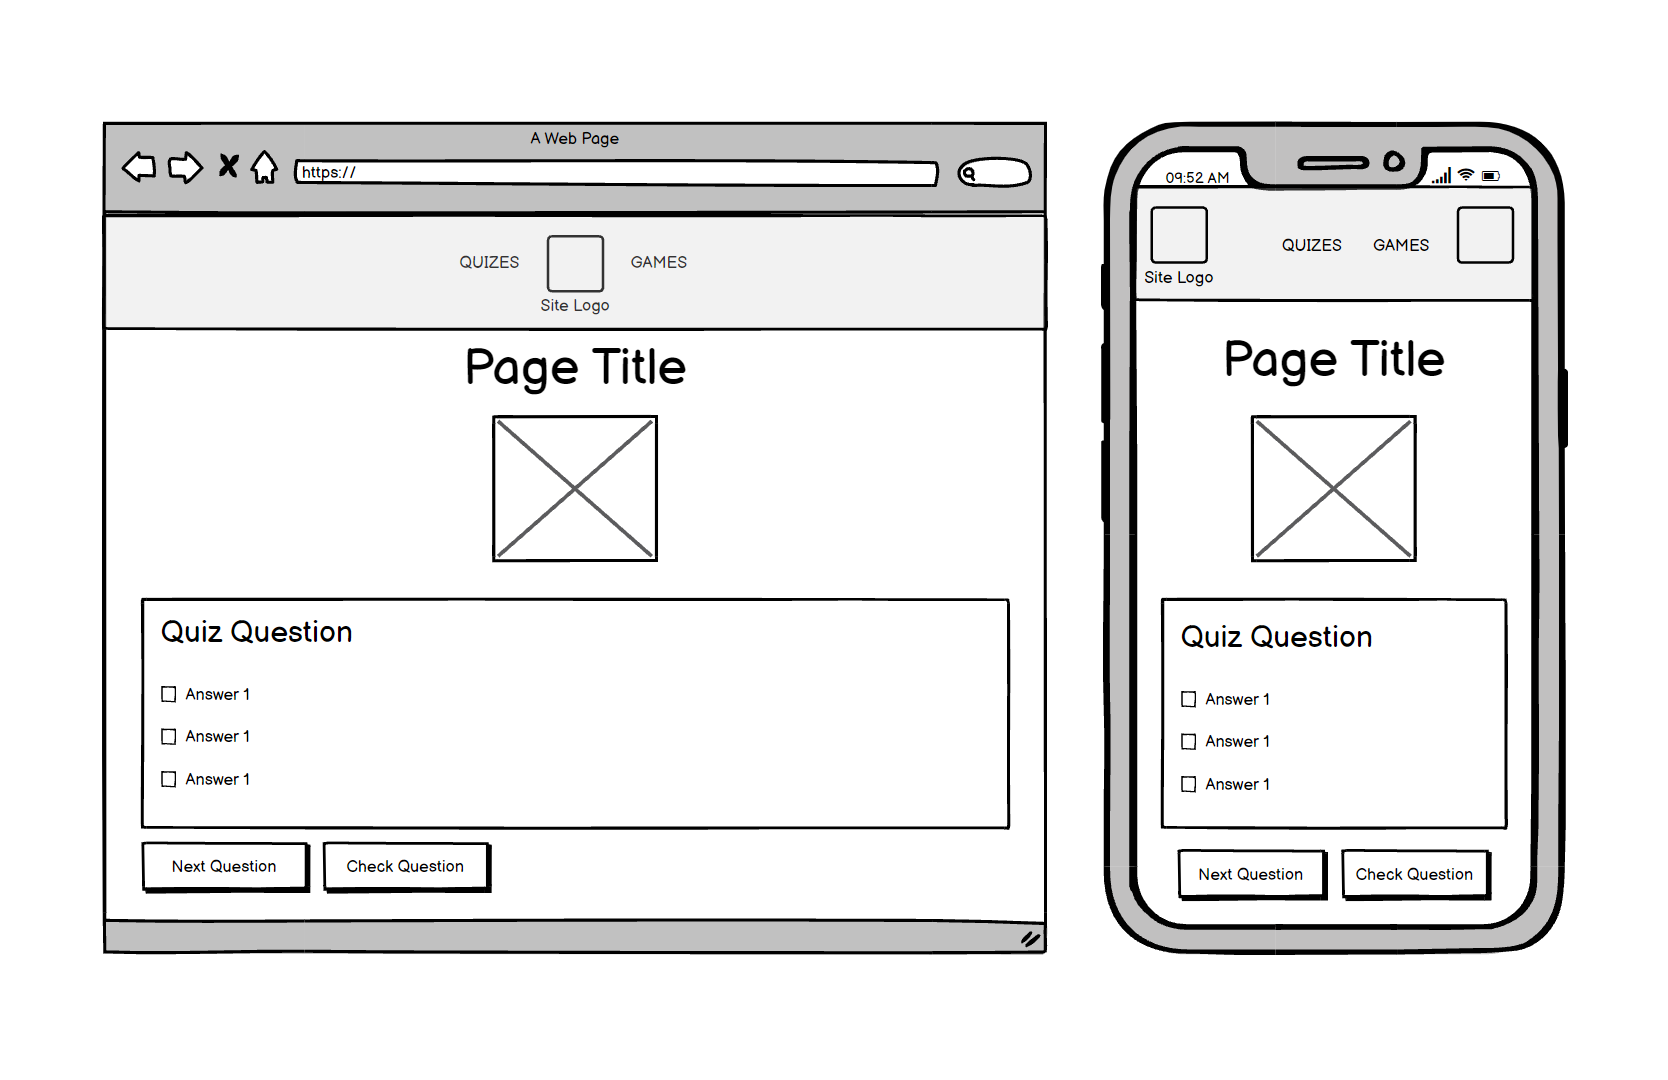 A Web Page
https://
QUIZES
GAMES
Site Logo
Page Title
Quiz Question
Answer 1
Answer 1
Answer 1
Next Question
Check Question
09:52 AM
QUIZES
GAMES
Site Logo
Page Title
Quiz Question
Answer 1
Answer 1
Answer 1
Next Question
Check Question